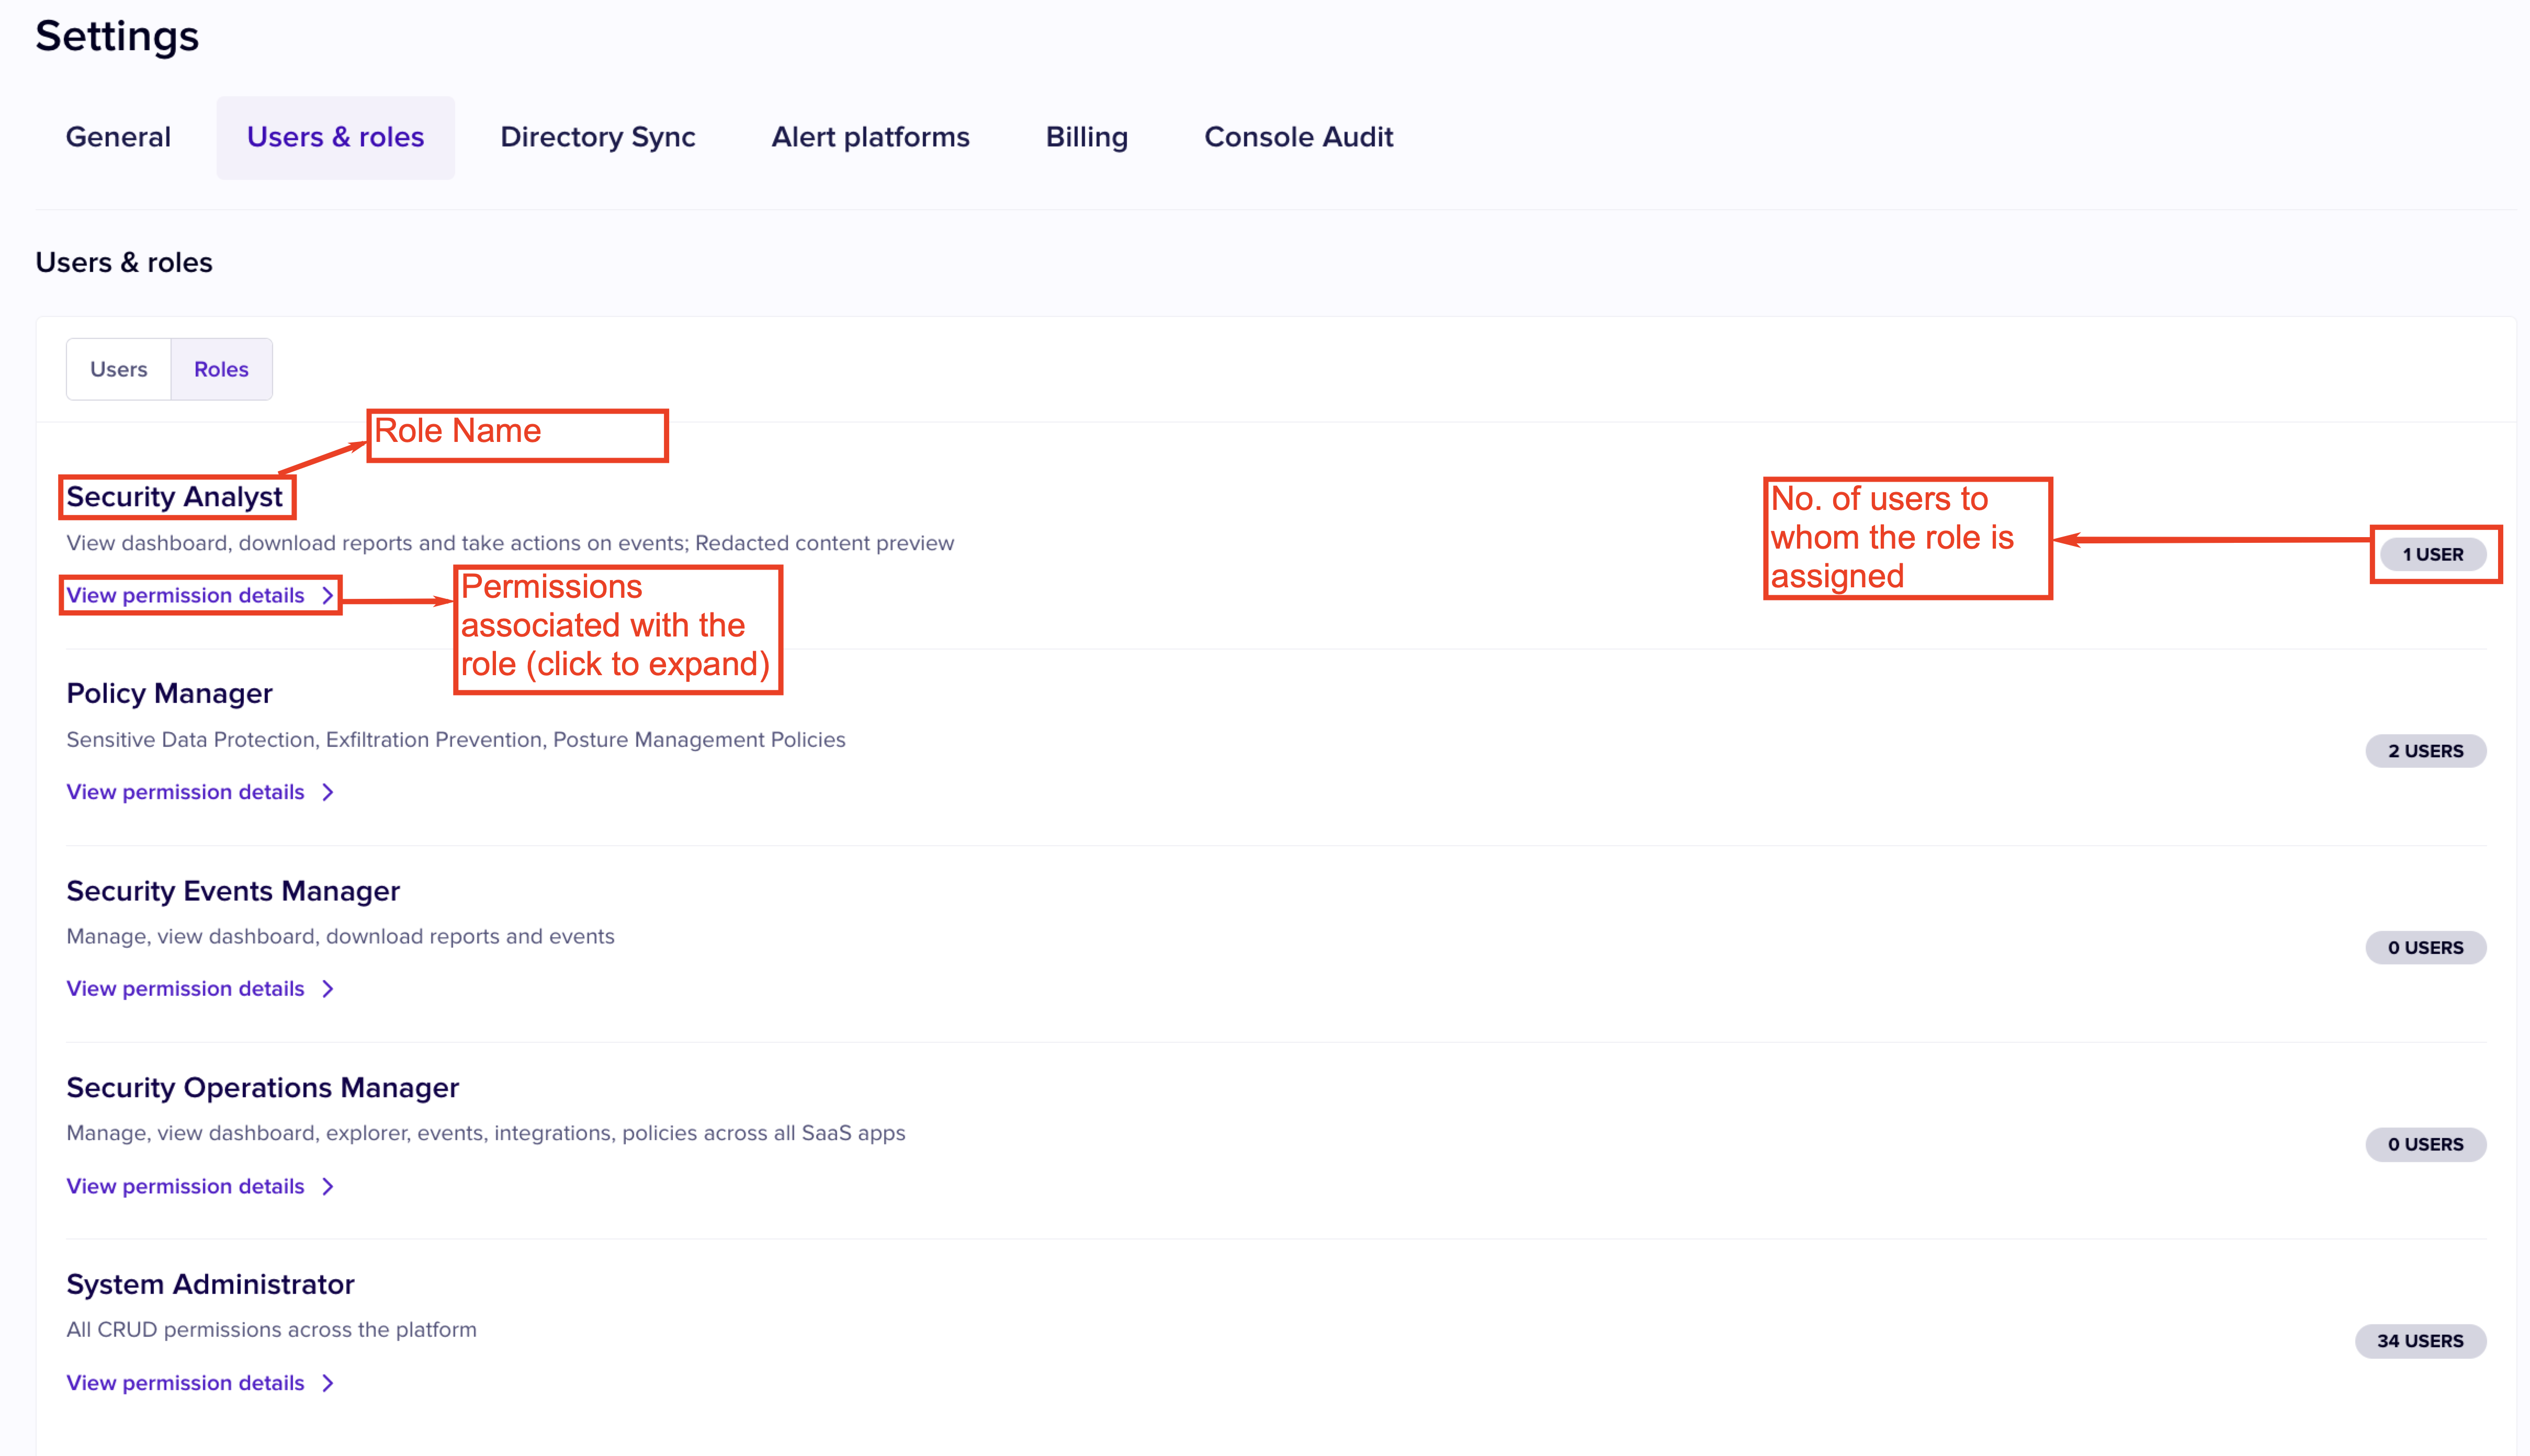 Settings
General Users & roles Directory Sync Alert platforms Billing Console Audit
Users & roles
Users Roles
Role Name
Security Analyst
View dashboard, download reports and take actions on events; Redacted content preview
View permission details
Permissions
associated with the
role (click to expand)
No. of users to
whom the role is
assigned
1 USER
Policy Manager
Sensitive Data Protection, Exfiltration Prevention, Posture Management Policies
2 USERS
View permission details
Security Events Manager
Manage, view dashboard, download reports and events
0 USERS
View permission details
Security Operations Manager
Manage, view dashboard, explorer, events, integrations, policies across all SaaS apps
0 USERS
View permission details
System Administrator
All CRUD permissions across the platform
34 USERS
View permission details